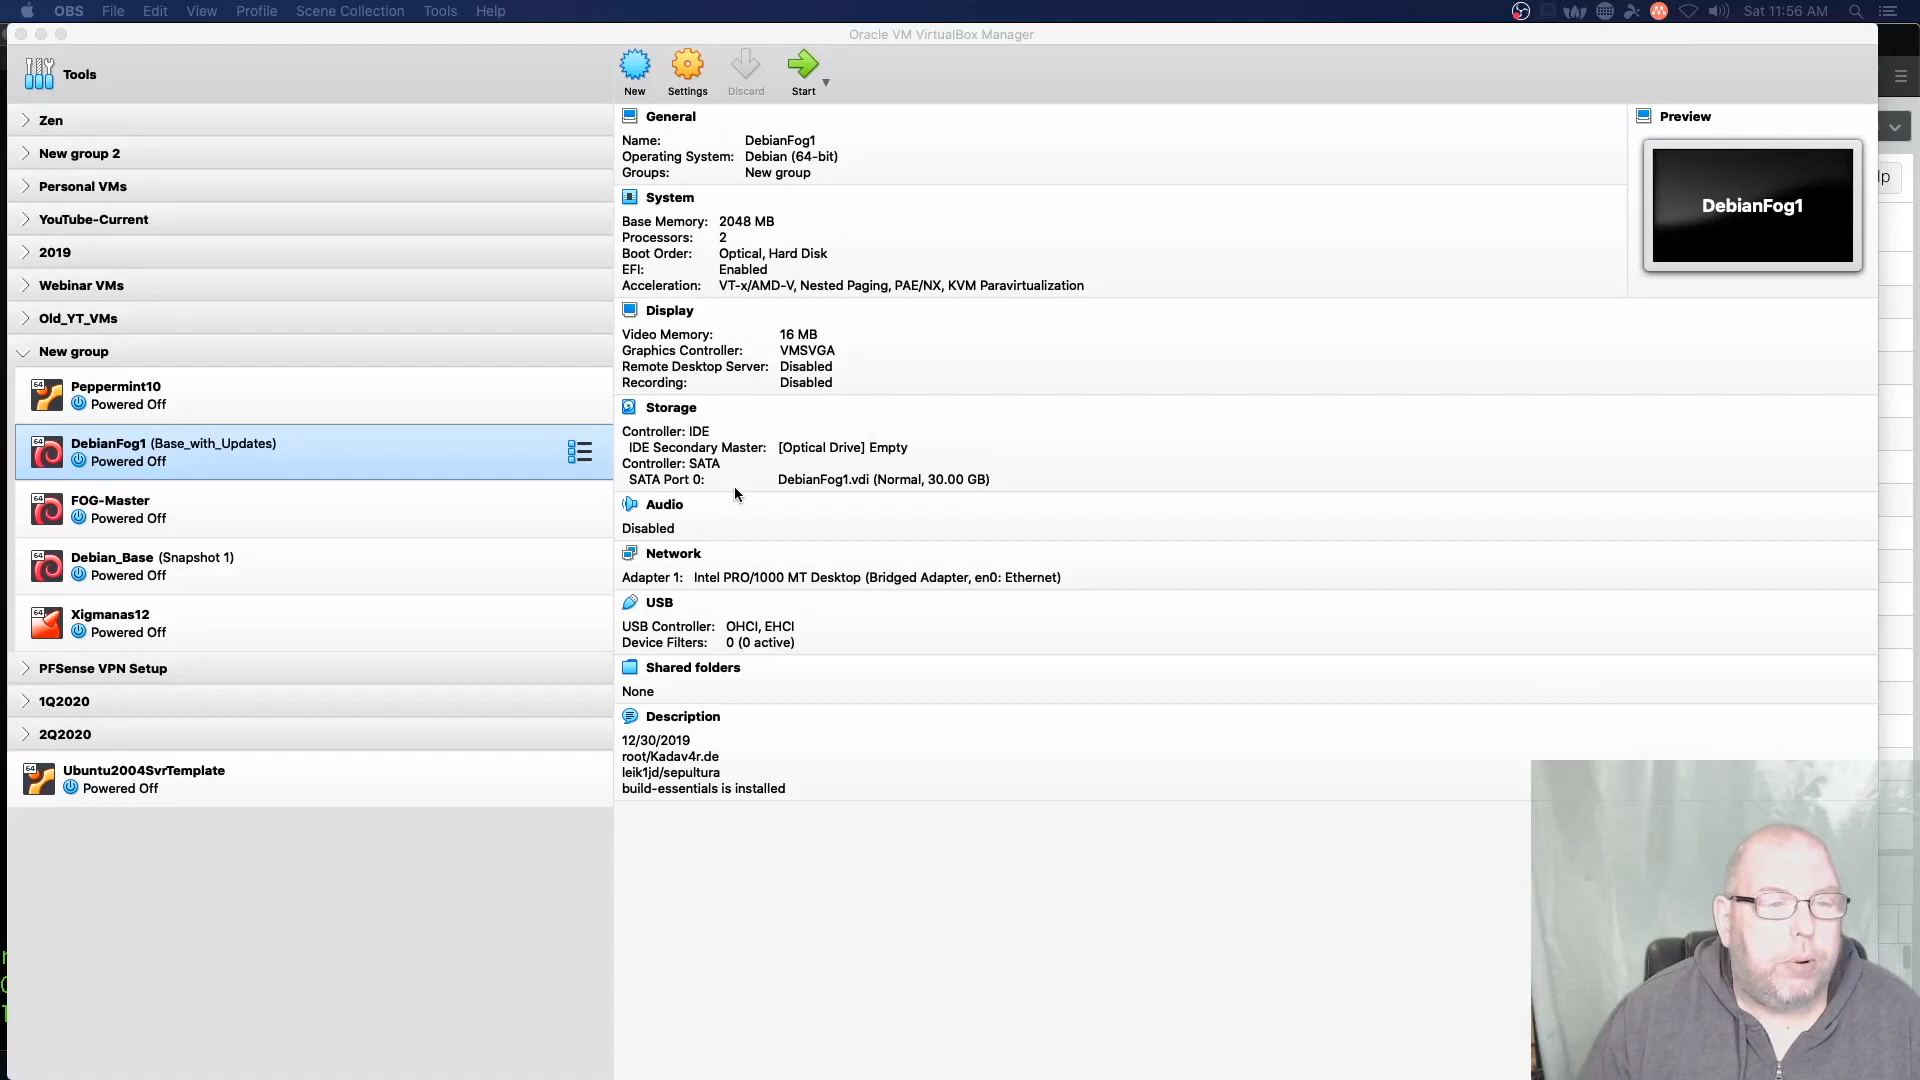 OBS File Edit View Profile Scene Collection Tools Help Sat 11:56 AM
Oracle VM VirtualBox Manager
Tools
New Settings Discard Start
Zen
New group 2
Personal VMs
YouTube-Current
2019
Webinar VMs
Old_YT_VMs
New group
64
Peppermint10
Powered Off
64
DebianFog1 (Base_with_Updates)
Powered Off
64
FOG-Master
Powered Off
64
Debian_Base (Snapshot 1)
Powered Off
64
Xigmanas12
Powered Off
PFSense VPN Setup
1Q2020
2Q2020
64
Ubuntu2004SvrTemplate
Powered Off
General
Name: DebianFog1
Operating System: Debian (64-bit)
Groups: New group
System
Base Memory: 2048 MB
Processors: 2
Boot Order: Optical, Hard Disk
EFI: Enabled
Acceleration: VT-x/AMD-V, Nested Paging, PAE/NX, KVM Paravirtualization
Display
Video Memory: 16 MB
Graphics Controller: VMSVGA
Remote Desktop Server: Disabled
Recording: Disabled
Storage
Controller: IDE
IDE Secondary Master: [Optical Drive] Empty
Controller: SATA
SATA Port 0: DebianFog1.vdi (Normal, 30.00 GB)
Audio
Disabled
Network
Adapter 1: Intel PRO/1000 MT Desktop (Bridged Adapter, en0: Ethernet)
USB
USB Controller: OHCI, EHCI
Device Filters: 0 (0 active)
Shared folders
None
Description
12/30/2019
root/Kadav4r.de
leik1jd/sepultura
build-essentials is installed
Preview
DebianFog1
lp